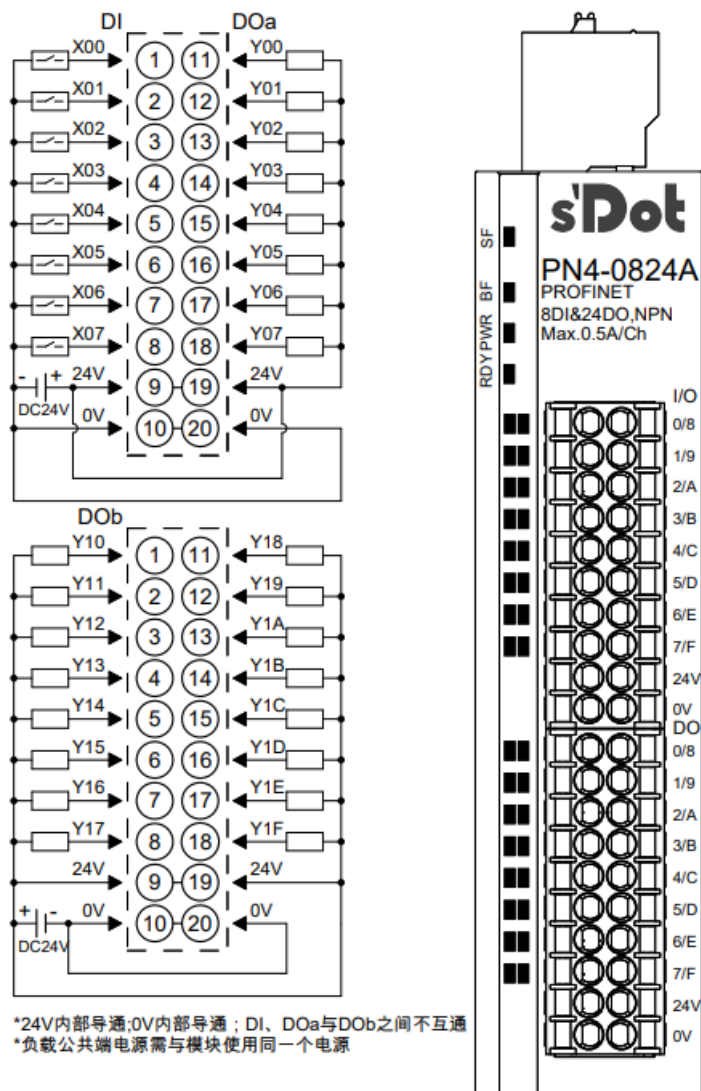 DI DOa
X00 1 11 Y00
X01 2 12 Y01
X02 3 13 Y02
X03 4 14 Y03
X04 5 15 Y04
X05 6 16 Y05
X06 7 17 Y06
X07 8 18 Y07
- + 24V 9 19 24V
DC24V
0V 10 20 0V
DOb
Y10 1 11 Y18
Y11 2 12 Y19
Y12 3 13 Y1A
Y13 4 14 Y1B
Y14 5 15 Y1C
Y15 6 16 Y1D
Y16 7 17 Y1E
Y17 8 18 Y1F
24V 9 19 24V
+ - 0V 10 20 0V
DC24V
*24V内部导通;0V内部导通；DI、DOa与DOb之间不互通
*负载公共端电源需与模块使用同一个电源
s'Dot
PN4-0824A
PROFINET
8DI&24DO,NPN
Max.0.5A/Ch
SF
BF
PWR
RDY
I/O
0/8
1/9
2/A
3/B
4/C
5/D
6/E
7/F
24V
0V
DO
0/8
1/9
2/A
3/B
4/C
5/D
6/E
7/F
24V
0V